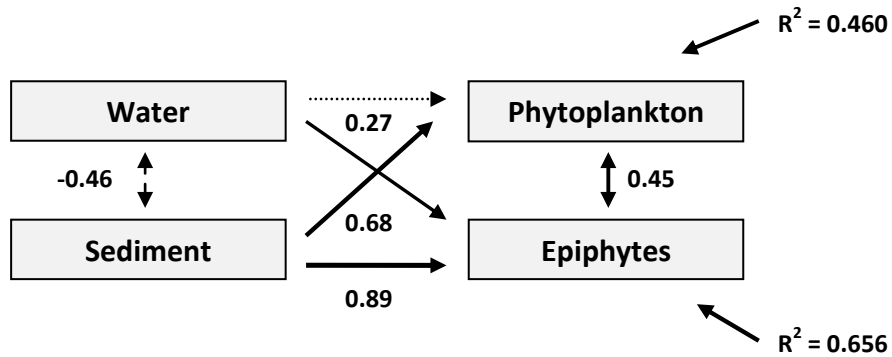 R² = 0.460
Water
Phytoplankton
0.27
-0.46
0.45
0.68
Sediment
Epiphytes
0.89
R² = 0.656